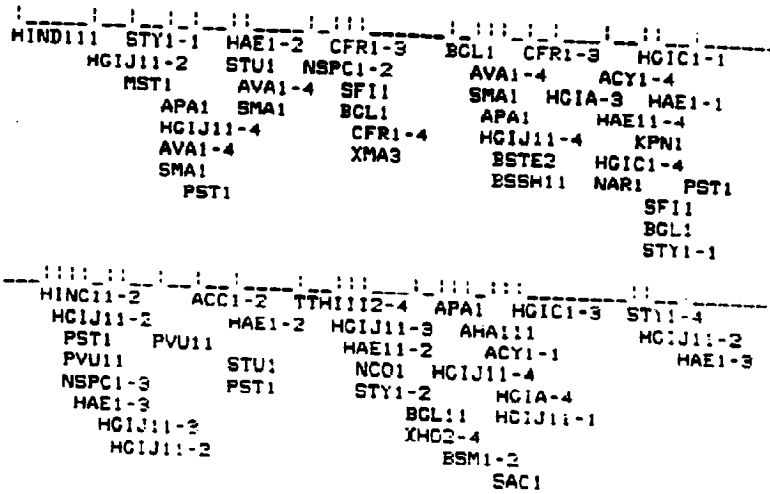 HIND111 STY1-1 HAE1-2 CFR1-3 BGL1 CFR1-3 HGIC1-1
HGIJ11-2 STU1 NSPC1-2 AVA1-4 ACY1-4
MST1 AVA1-4 SFI1 SMA1 HGIA-3 HAE1-1
APA1 SMA1 BGL1 APA1 HAE11-4
HGIJ11-4 CFR1-4 HGIJ11-4 KPN1
AVA1-4 XMA3 BSTE2 HGIC1-4
SMA1 BSSH11 NAR1 PST1
PST1 SFI1
BGL1
STY1-1
HINC11-2 ACC1-2 TTHI112-4 APA1 HGIC1-3 STY1-4
HGIJ11-2 HAE1-2 HGIJ11-3 AHA111 HGIJ11-2
PST1 PVU11 HAE11-2 ACY1-1 HAE1-3
PVU11 STU1 NCO1 HGIJ11-4
NSPC1-3 PST1 STY1-2 HGIA-4
HAE1-3 BGL11 HGIJ11-1
HGIJ11-3 XHO2-4
HGIJ11-2 BSM1-2
SAC1